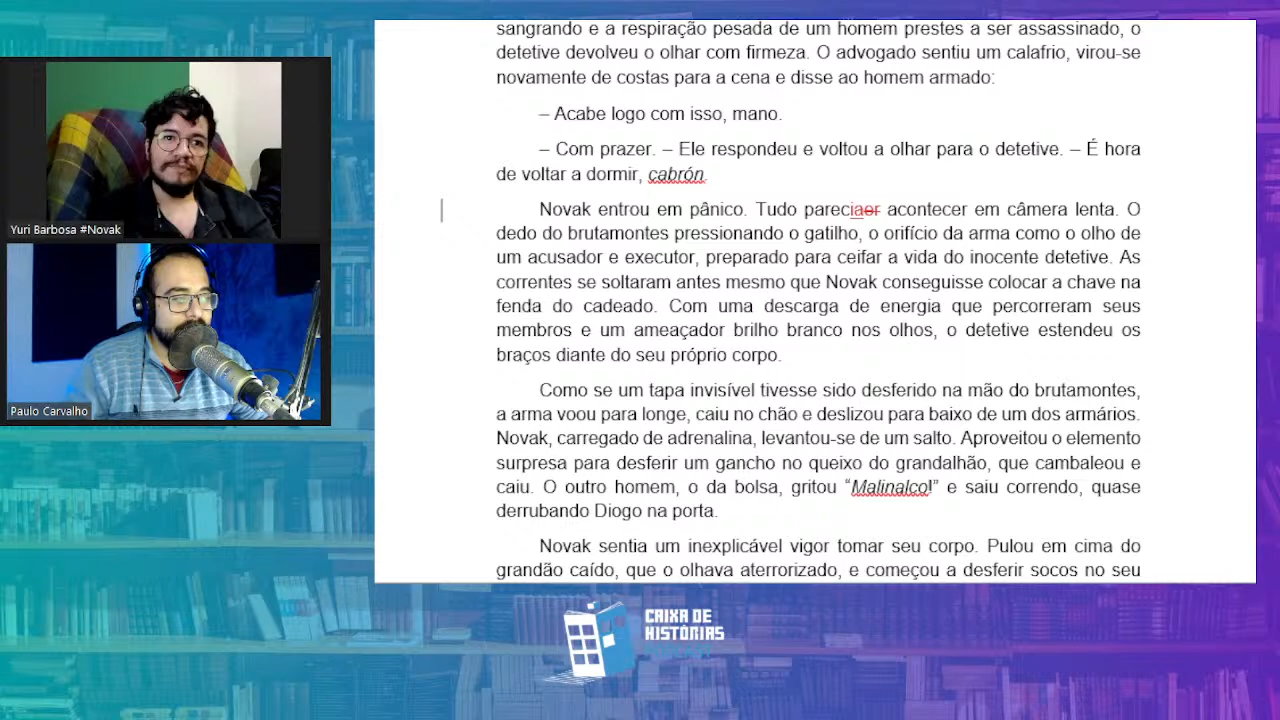 sangrando e a respiração pesada de um homem prestes a ser assassinado, o
detetive devolveu o olhar com firmeza. O advogado sentiu um calafrio, virou-se
novamente de costas para a cena e disse ao homem armado:
– Acabe logo com isso, mano.
– Com prazer. – Ele respondeu e voltou a olhar para o detetive. – É hora
de voltar a dormir, cabrón.
Novak entrou em pânico. Tudo pareciaer acontecer em câmera lenta. O
dedo do brutamontes pressionando o gatilho, o orifício da arma como o olho de
um acusador e executor, preparado para ceifar a vida do inocente detetive. As
correntes se soltaram antes mesmo que Novak conseguisse colocar a chave na
fenda do cadeado. Com uma descarga de energia que percorreram seus
membros e um ameaçador brilho branco nos olhos, o detetive estendeu os
braços diante do seu próprio corpo.
Como se um tapa invisível tivesse sido desferido na mão do brutamontes,
a arma voou para longe, caiu no chão e deslizou para baixo de um dos armários.
Novak, carregado de adrenalina, levantou-se de um salto. Aproveitou o elemento
surpresa para desferir um gancho no queixo do grandalhão, que cambaleou e
caiu. O outro homem, o da bolsa, gritou “Malinalco!” e saiu correndo, quase
derrubando Diogo na porta.
Novak sentia um inexplicável vigor tomar seu corpo. Pulou em cima do
grandão caído, que o olhava aterrorizado, e começou a desferir socos no seu
Yuri Barbosa #Novak
Paulo Carvalho
CAIXA DE
HISTÓRIAS
PODCAST